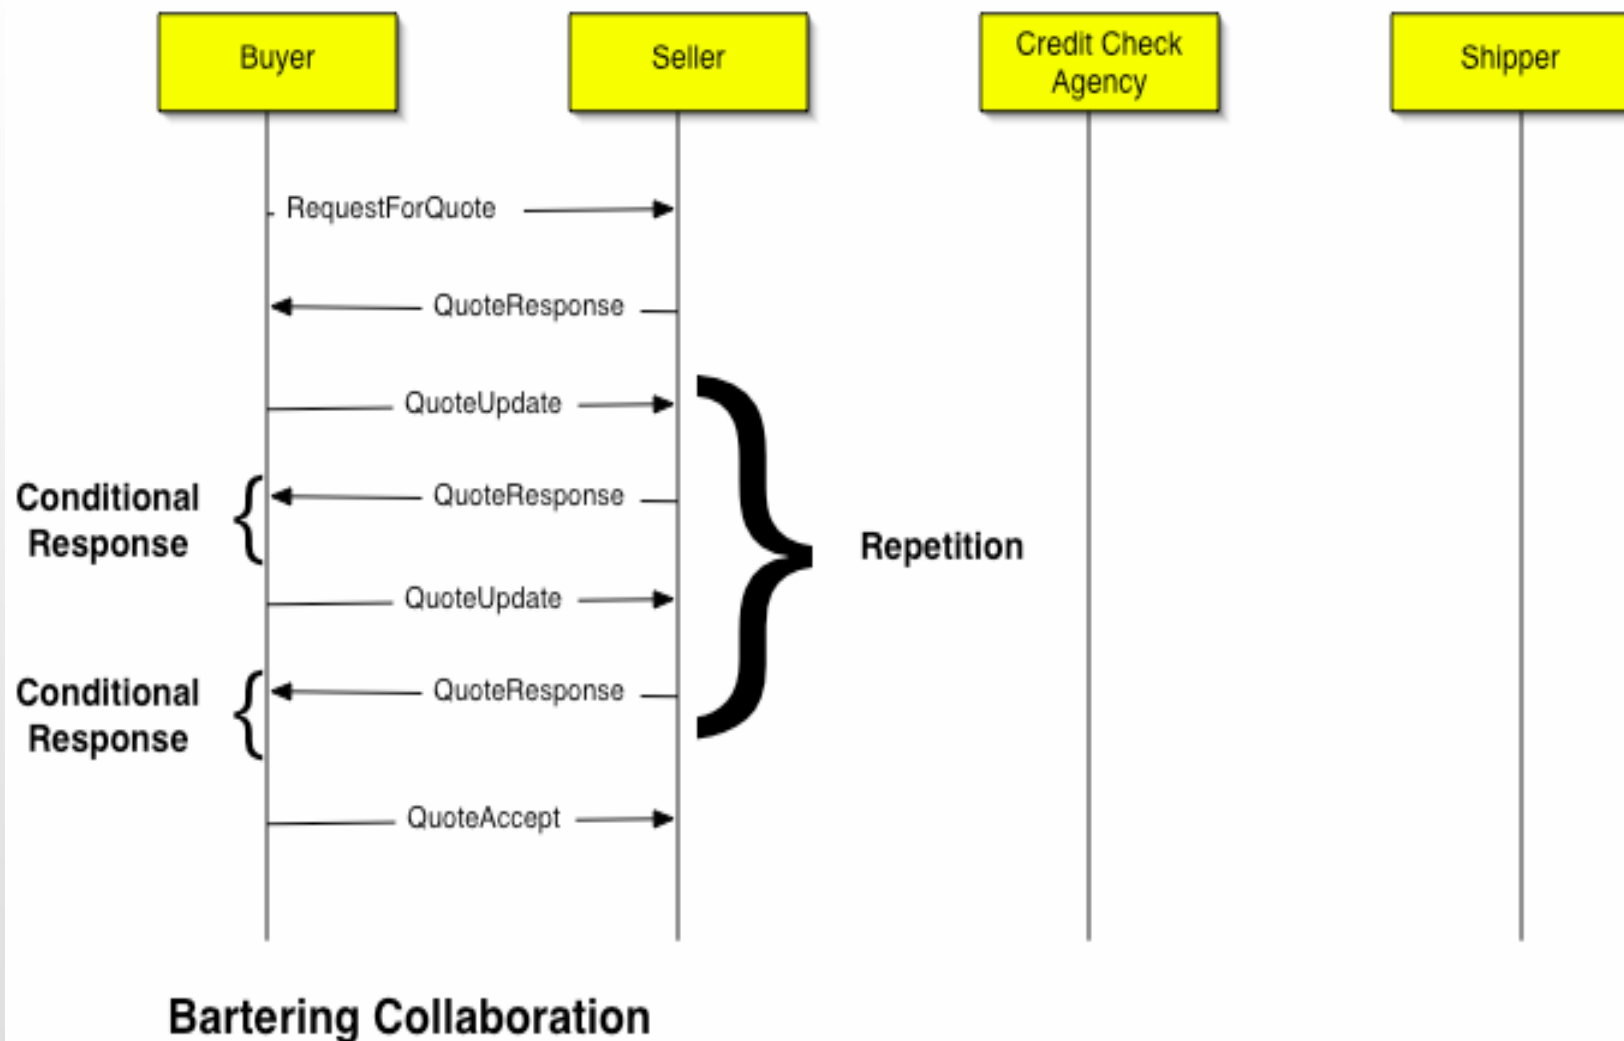 Buyer
Seller
Credit Check
Agency
Shipper
RequestForQuote
QuoteResponse
QuoteUpdate
Conditional
Response
QuoteResponse
Repetition
QuoteUpdate
Conditional
Response
QuoteResponse
QuoteAccept
Bartering Collaboration